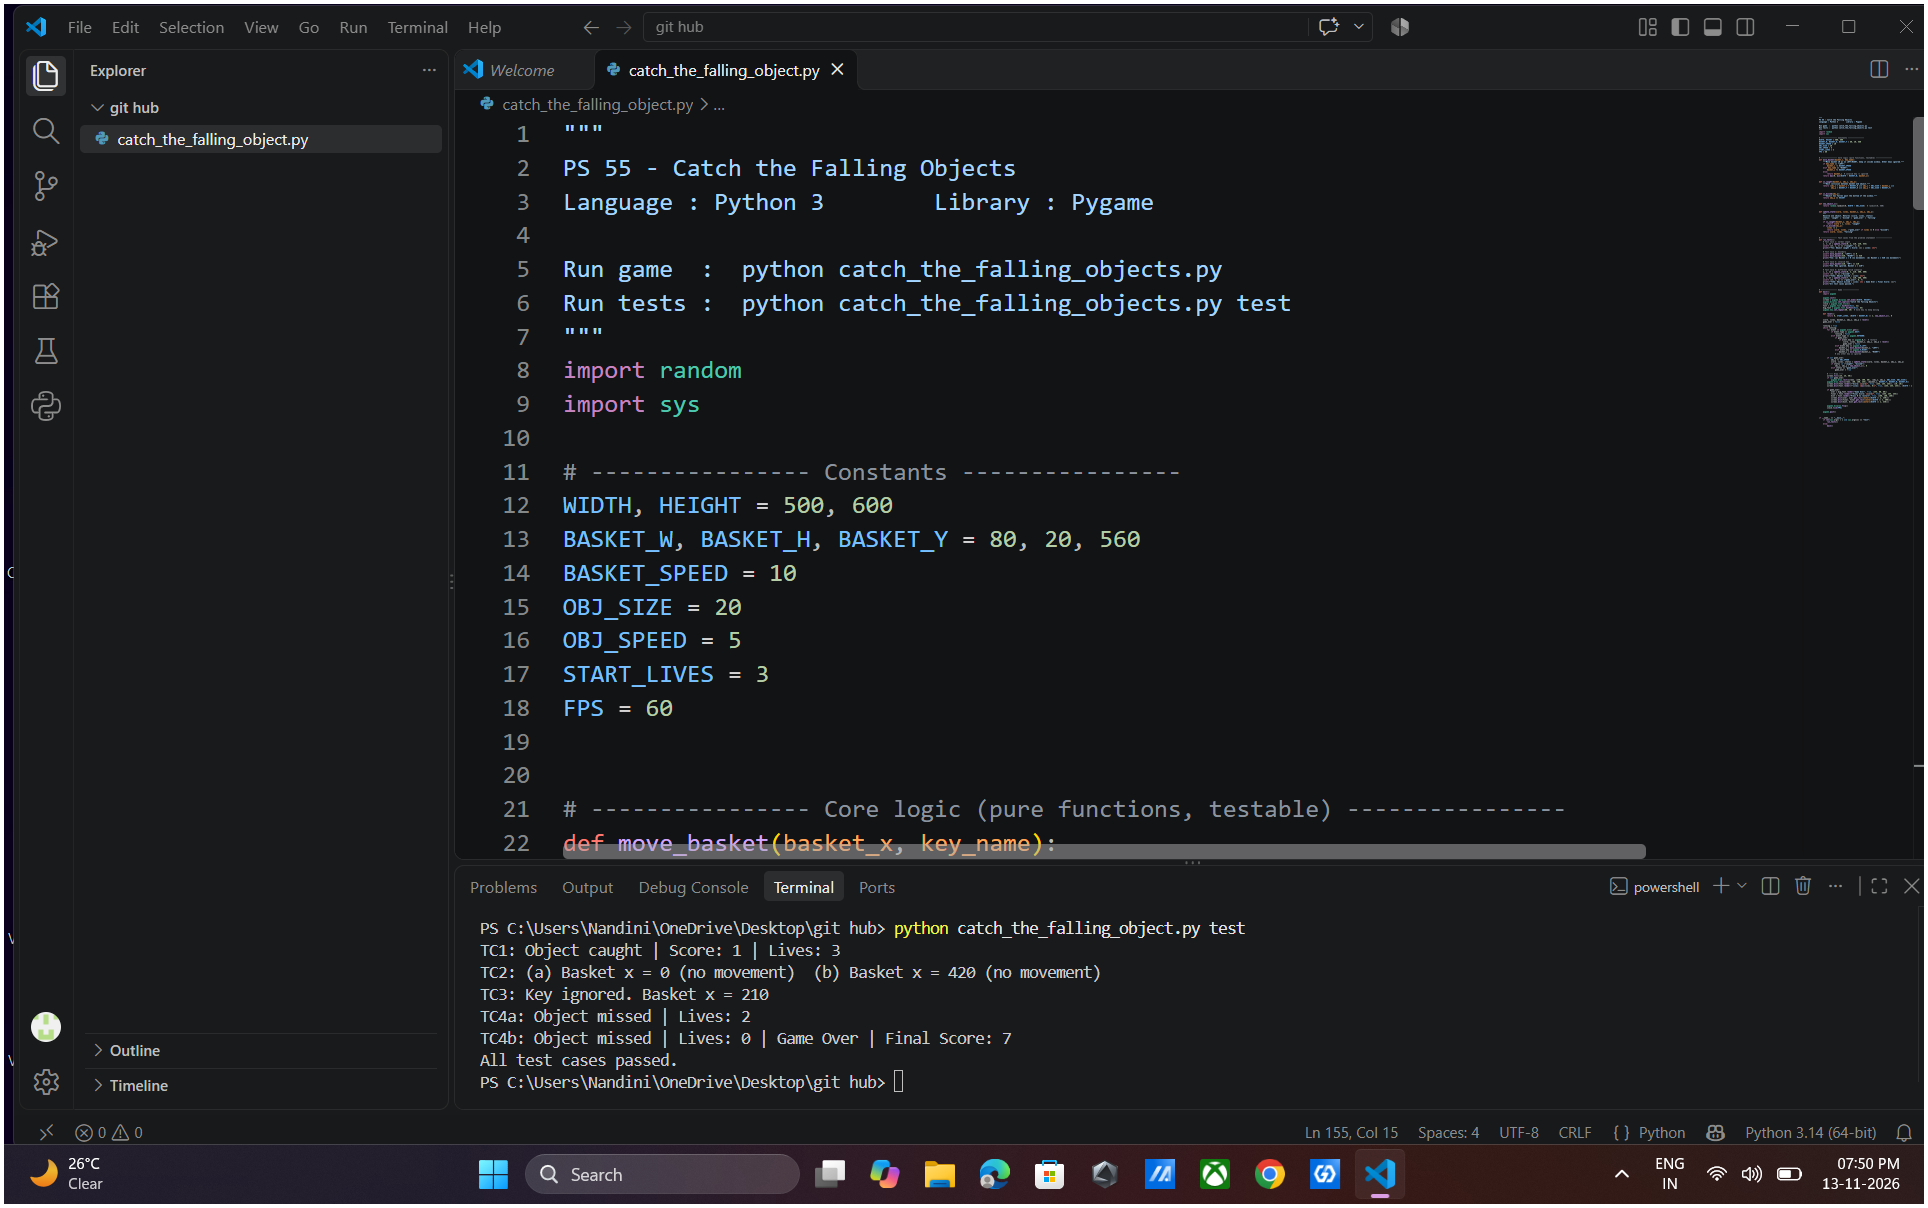 File Edit Selection View Go Run Terminal Help
git hub
Explorer
git hub
catch_the_falling_object.py
Outline
Timeline
Welcome
catch_the_falling_object.py
catch_the_falling_object.py > ...
1 """
2 PS 55 - Catch the Falling Objects
3 Language : Python 3        Library : Pygame
4
5 Run game  :  python catch_the_falling_objects.py
6 Run tests :  python catch_the_falling_objects.py test
7 """
8 import random
9 import sys
10
11 # ---------------- Constants ----------------
12 WIDTH, HEIGHT = 500, 600
13 BASKET_W, BASKET_H, BASKET_Y = 80, 20, 560
14 BASKET_SPEED = 10
15 OBJ_SIZE = 20
16 OBJ_SPEED = 5
17 START_LIVES = 3
18 FPS = 60
19
20
21 # ---------------- Core logic (pure functions, testable) ----------------
22 def move_basket(basket_x, key_name):
Problems Output Debug Console Terminal Ports
powershell
PS C:\Users\Nandini\OneDrive\Desktop\git hub> python catch_the_falling_object.py test
TC1: Object caught | Score: 1 | Lives: 3
TC2: (a) Basket x = 0 (no movement)  (b) Basket x = 420 (no movement)
TC3: Key ignored. Basket x = 210
TC4a: Object missed | Lives: 2
TC4b: Object missed | Lives: 0 | Game Over | Final Score: 7
All test cases passed.
PS C:\Users\Nandini\OneDrive\Desktop\git hub>
0 0
Ln 155, Col 15 Spaces: 4 UTF-8 CRLF { } Python Python 3.14 (64-bit)
26°C
Clear
Search
ENG
IN
07:50 PM
13-11-2026